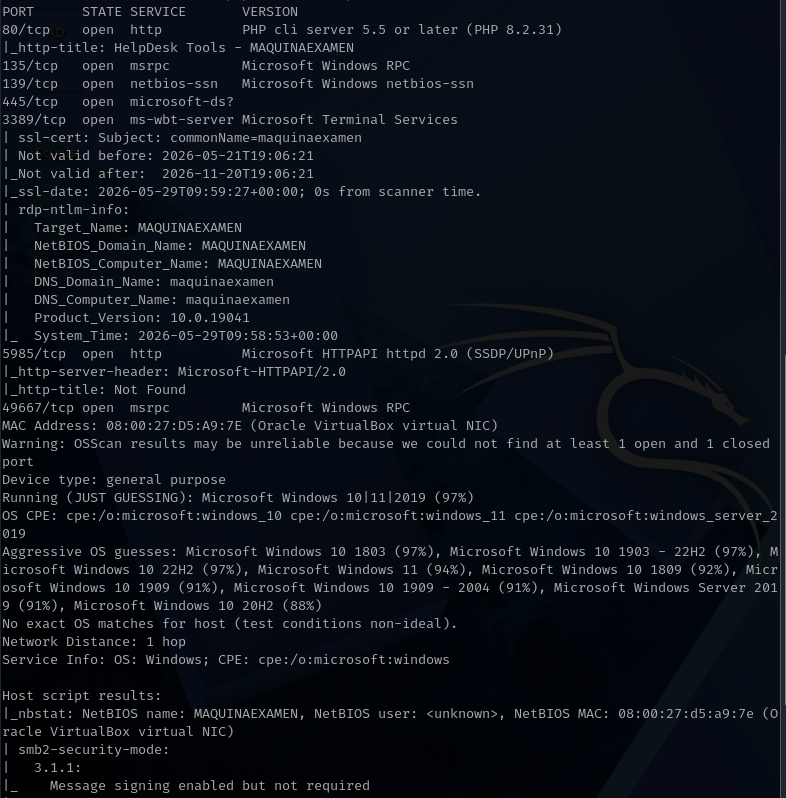 PORT      STATE SERVICE       VERSION
80/tcp    open  http          PHP cli server 5.5 or later (PHP 8.2.31)
|_http-title: HelpDesk Tools - MAQUINAEXAMEN
135/tcp   open  msrpc         Microsoft Windows RPC
139/tcp   open  netbios-ssn   Microsoft Windows netbios-ssn
445/tcp   open  microsoft-ds?
3389/tcp  open  ms-wbt-server Microsoft Terminal Services
| ssl-cert: Subject: commonName=maquinaexamen
| Not valid before: 2026-05-21T19:06:21
|_Not valid after:  2026-11-20T19:06:21
|_ssl-date: 2026-05-29T09:59:27+00:00; 0s from scanner time.
| rdp-ntlm-info:
|   Target_Name: MAQUINAEXAMEN
|   NetBIOS_Domain_Name: MAQUINAEXAMEN
|   NetBIOS_Computer_Name: MAQUINAEXAMEN
|   DNS_Domain_Name: maquinaexamen
|   DNS_Computer_Name: maquinaexamen
|   Product_Version: 10.0.19041
|_  System_Time: 2026-05-29T09:58:53+00:00
5985/tcp  open  http          Microsoft HTTPAPI httpd 2.0 (SSDP/UPnP)
|_http-server-header: Microsoft-HTTPAPI/2.0
|_http-title: Not Found
49667/tcp open  msrpc         Microsoft Windows RPC
MAC Address: 08:00:27:D5:A9:7E (Oracle VirtualBox virtual NIC)
Warning: OSScan results may be unreliable because we could not find at least 1 open and 1 closed
port
Device type: general purpose
Running (JUST GUESSING): Microsoft Windows 10|11|2019 (97%)
OS CPE: cpe:/o:microsoft:windows_10 cpe:/o:microsoft:windows_11 cpe:/o:microsoft:windows_server_2
019
Aggressive OS guesses: Microsoft Windows 10 1803 (97%), Microsoft Windows 10 1903 - 22H2 (97%), M
icrosoft Windows 10 22H2 (97%), Microsoft Windows 11 (94%), Microsoft Windows 10 1809 (92%), Micr
osoft Windows 10 1909 (91%), Microsoft Windows 10 1909 - 2004 (91%), Microsoft Windows Server 201
9 (91%), Microsoft Windows 10 20H2 (88%)
No exact OS matches for host (test conditions non-ideal).
Network Distance: 1 hop
Service Info: OS: Windows; CPE: cpe:/o:microsoft:windows

Host script results:
|_nbstat: NetBIOS name: MAQUINAEXAMEN, NetBIOS user: <unknown>, NetBIOS MAC: 08:00:27:d5:a9:7e (O
racle VirtualBox virtual NIC)
| smb2-security-mode:
|   3.1.1:
|_    Message signing enabled but not required